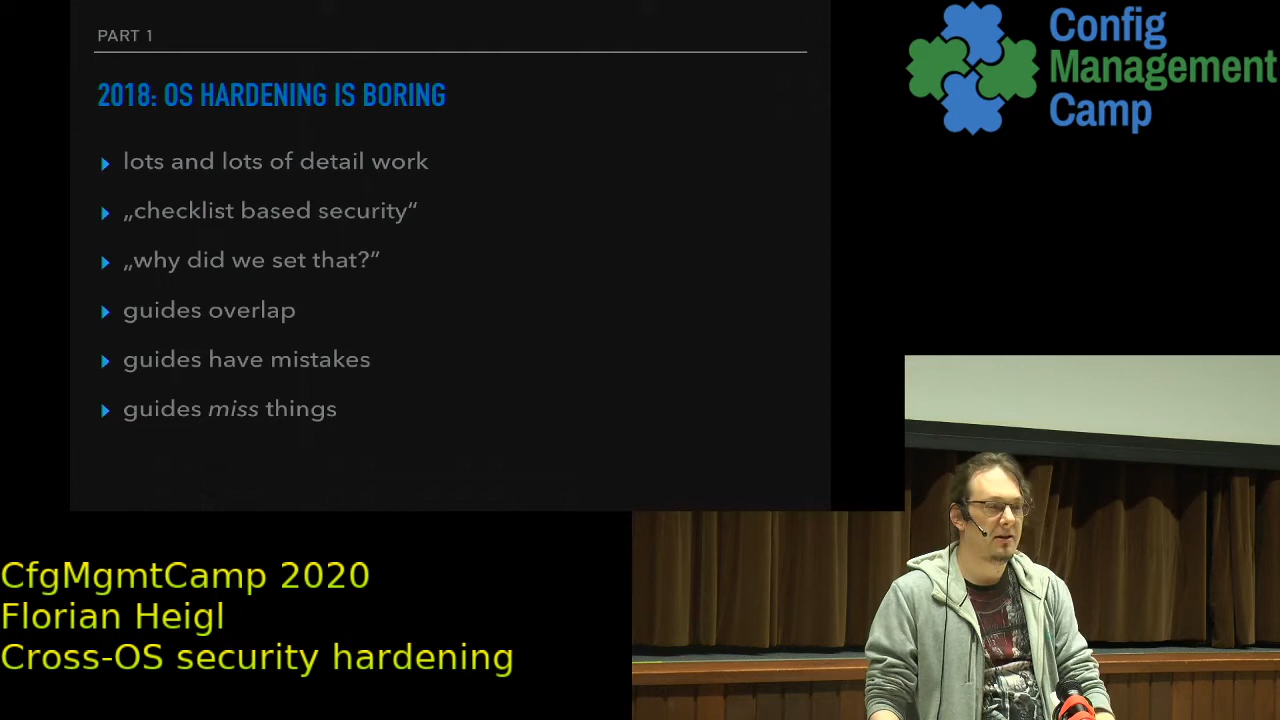 PART 1
2018: OS HARDENING IS BORING
lots and lots of detail work
„checklist based security“
„why did we set that?”
guides overlap
guides have mistakes
guides miss things
Config
Management
Camp
CfgMgmtCamp 2020
Florian Heigl
Cross-OS security hardening